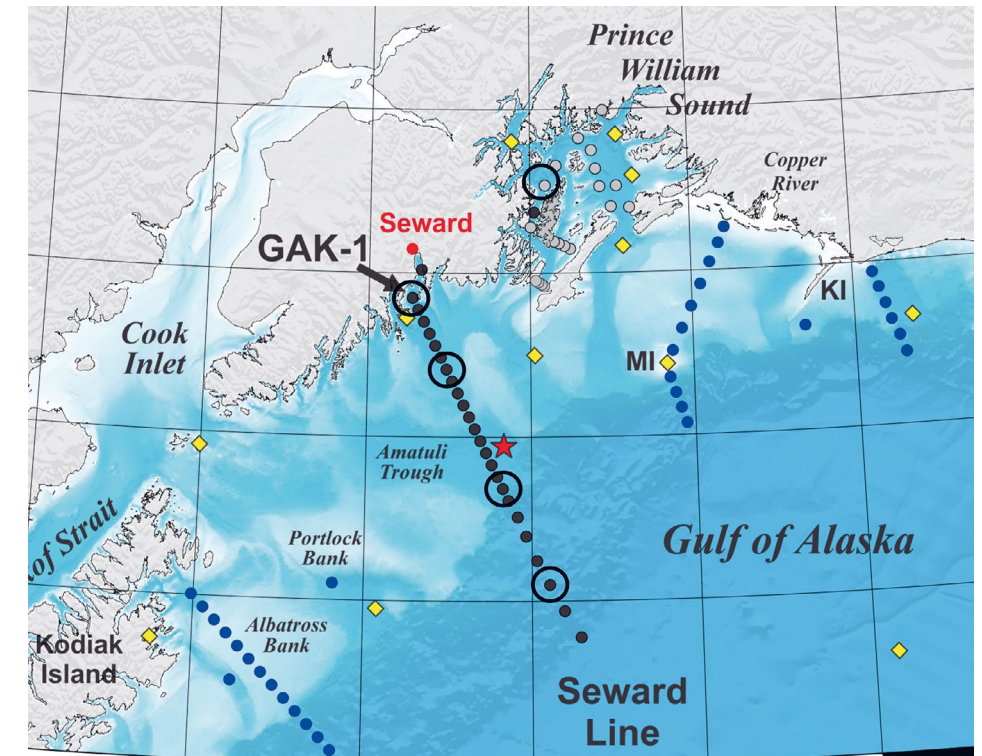 Prince
William
Sound
Copper
River
Seward
GAK-1
KI
Cook
Inlet
MI
Amatuli
Trough
of Strait
Gulf of Alaska
Portlock
Bank
Albatross
Bank
Kodiak
Island
Seward
Line